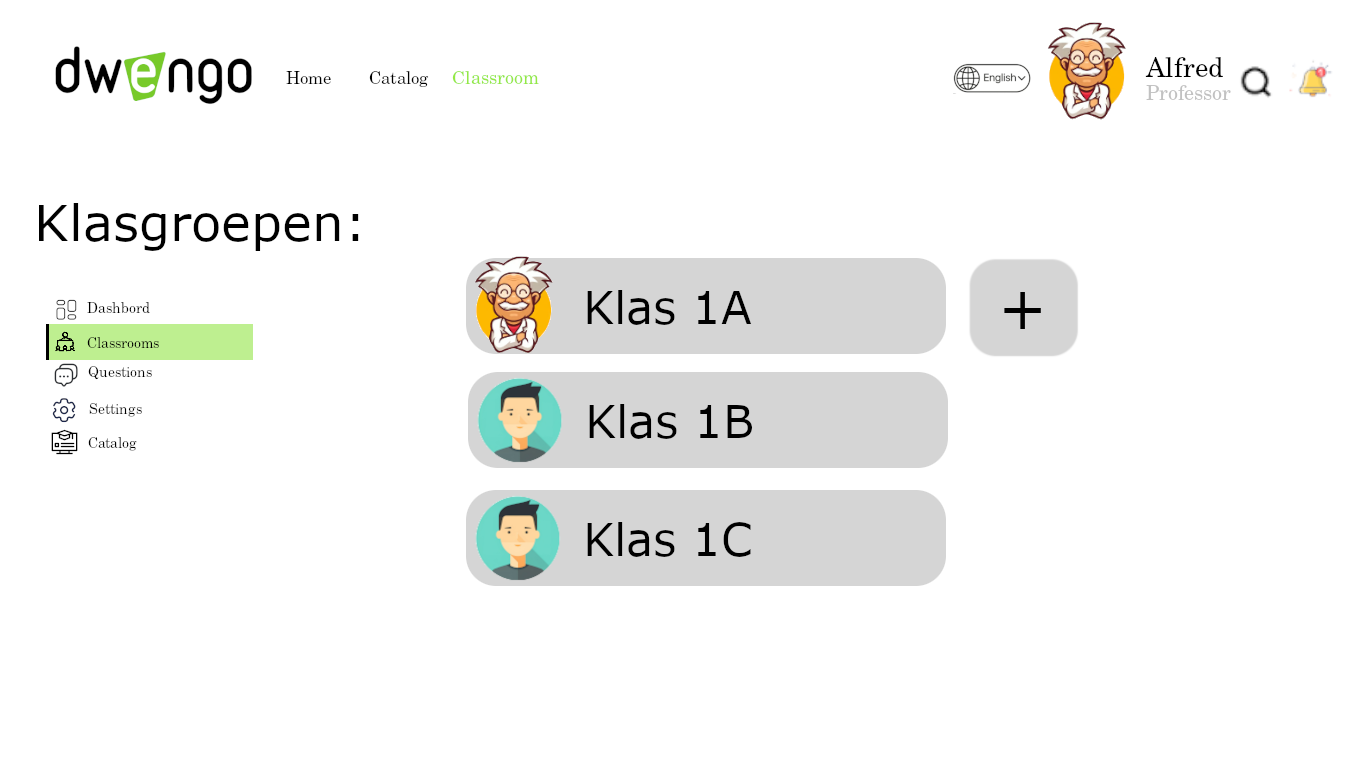 dwengo
Home Catalog Classroom
English
Alfred
Professor
1
Klasgroepen:
Dashbord
Classrooms
Questions
Settings
Catalog
Klas 1A
+
Klas 1B
Klas 1C